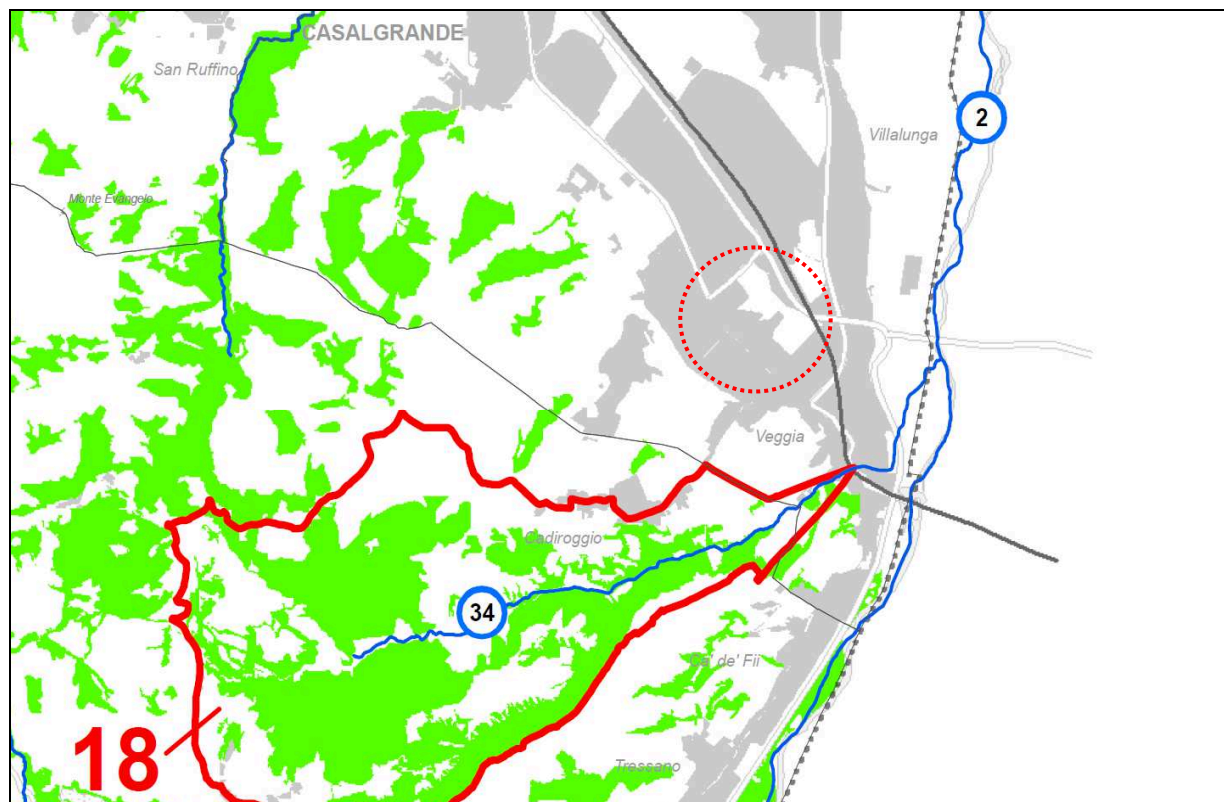 CASALGRANDE
San Ruffino
2
Villalunga
Monte Evangelo
Veggia
Cadiroggio
34
Ca' de' Fii
18
Tressano